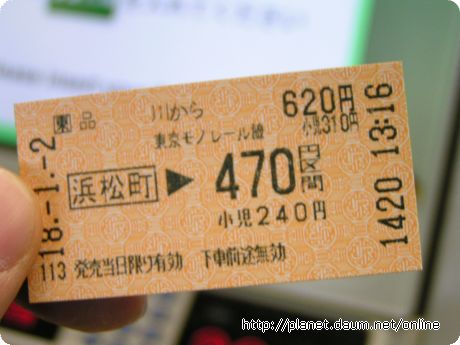 東 品 川から 620円
小児310円
東京モノレール線
浜松町 ▶ 470円区間
小児240円
18.-1.-2
1420 13:16
113 発売当日限り有効 下車前途無効
http://planet.daum.net/online